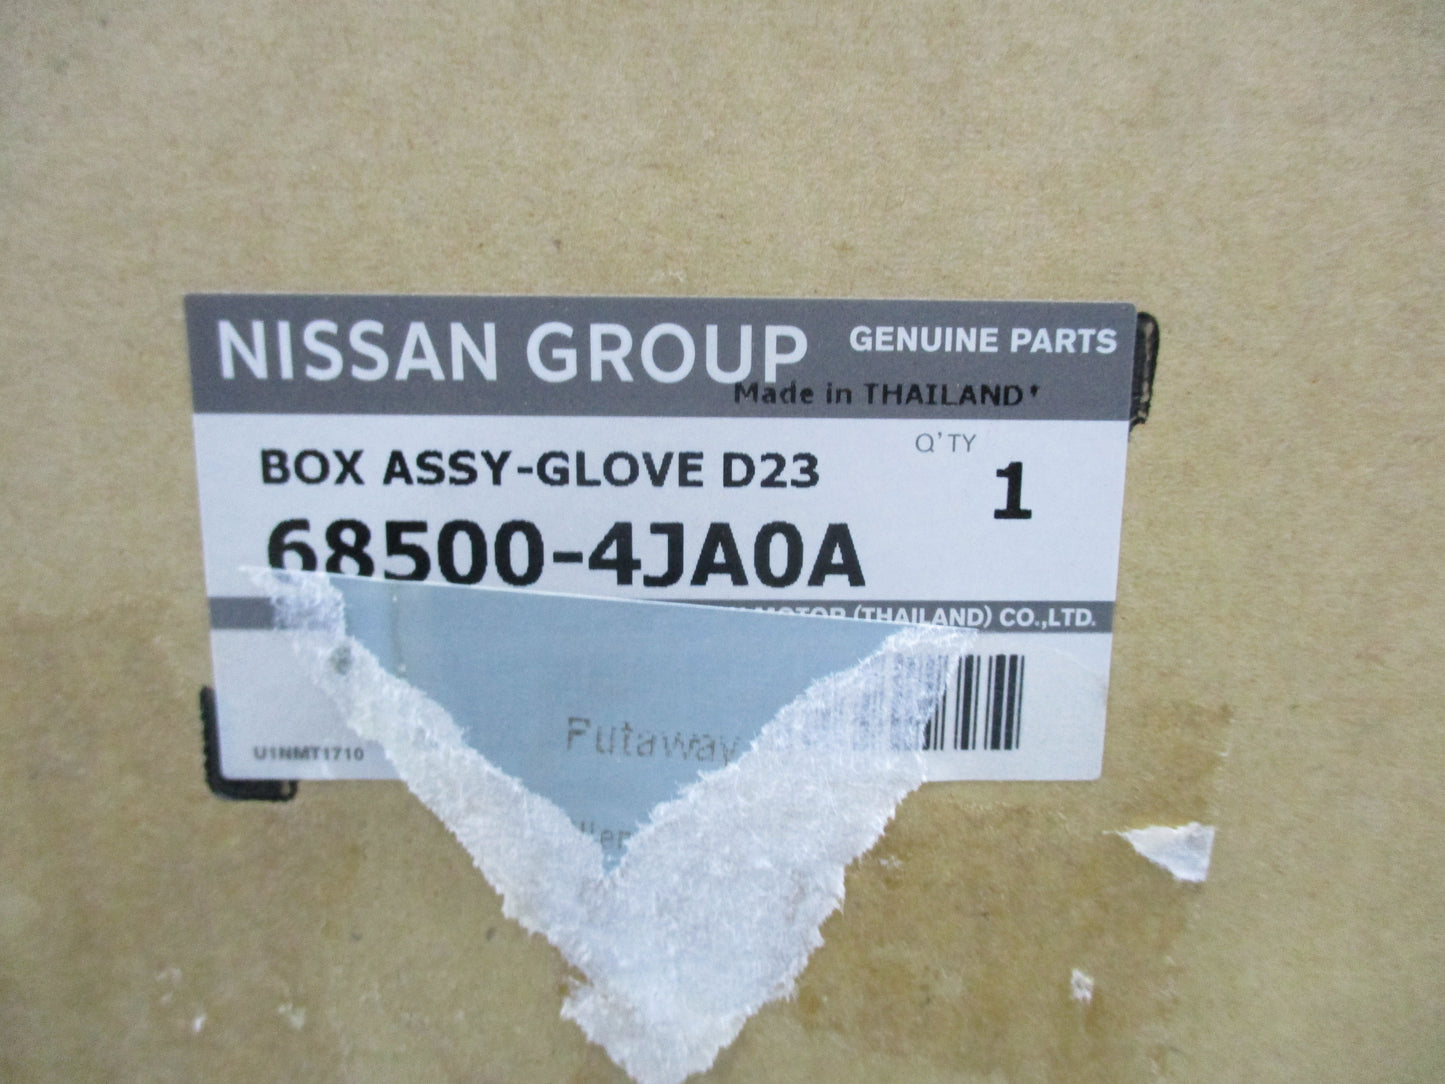 NISSAN GROUP GENUINE PARTS
Made in THAILAND*
Q'TY
BOX ASSY-GLOVE D23 1
68500-4JA0A
MOTOR (THAILAND) CO.,LTD.
Putaway
U1NMT1710